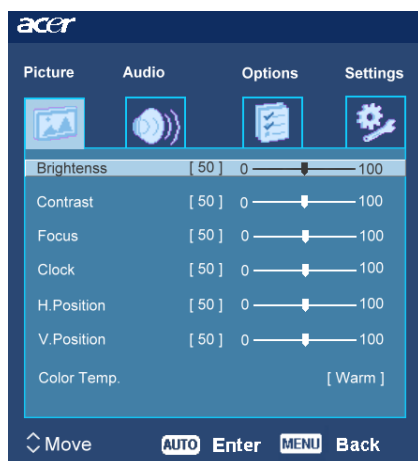 acer
Picture Audio Options Settings
Brightenss [ 50 ] 0 100
Contrast [ 50 ] 0 100
Focus [ 50 ] 0 100
Clock [ 50 ] 0 100
H.Position [ 50 ] 0 100
V.Position [ 50 ] 0 100
Color Temp. [ Warm ]
Move AUTO Enter MENU Back